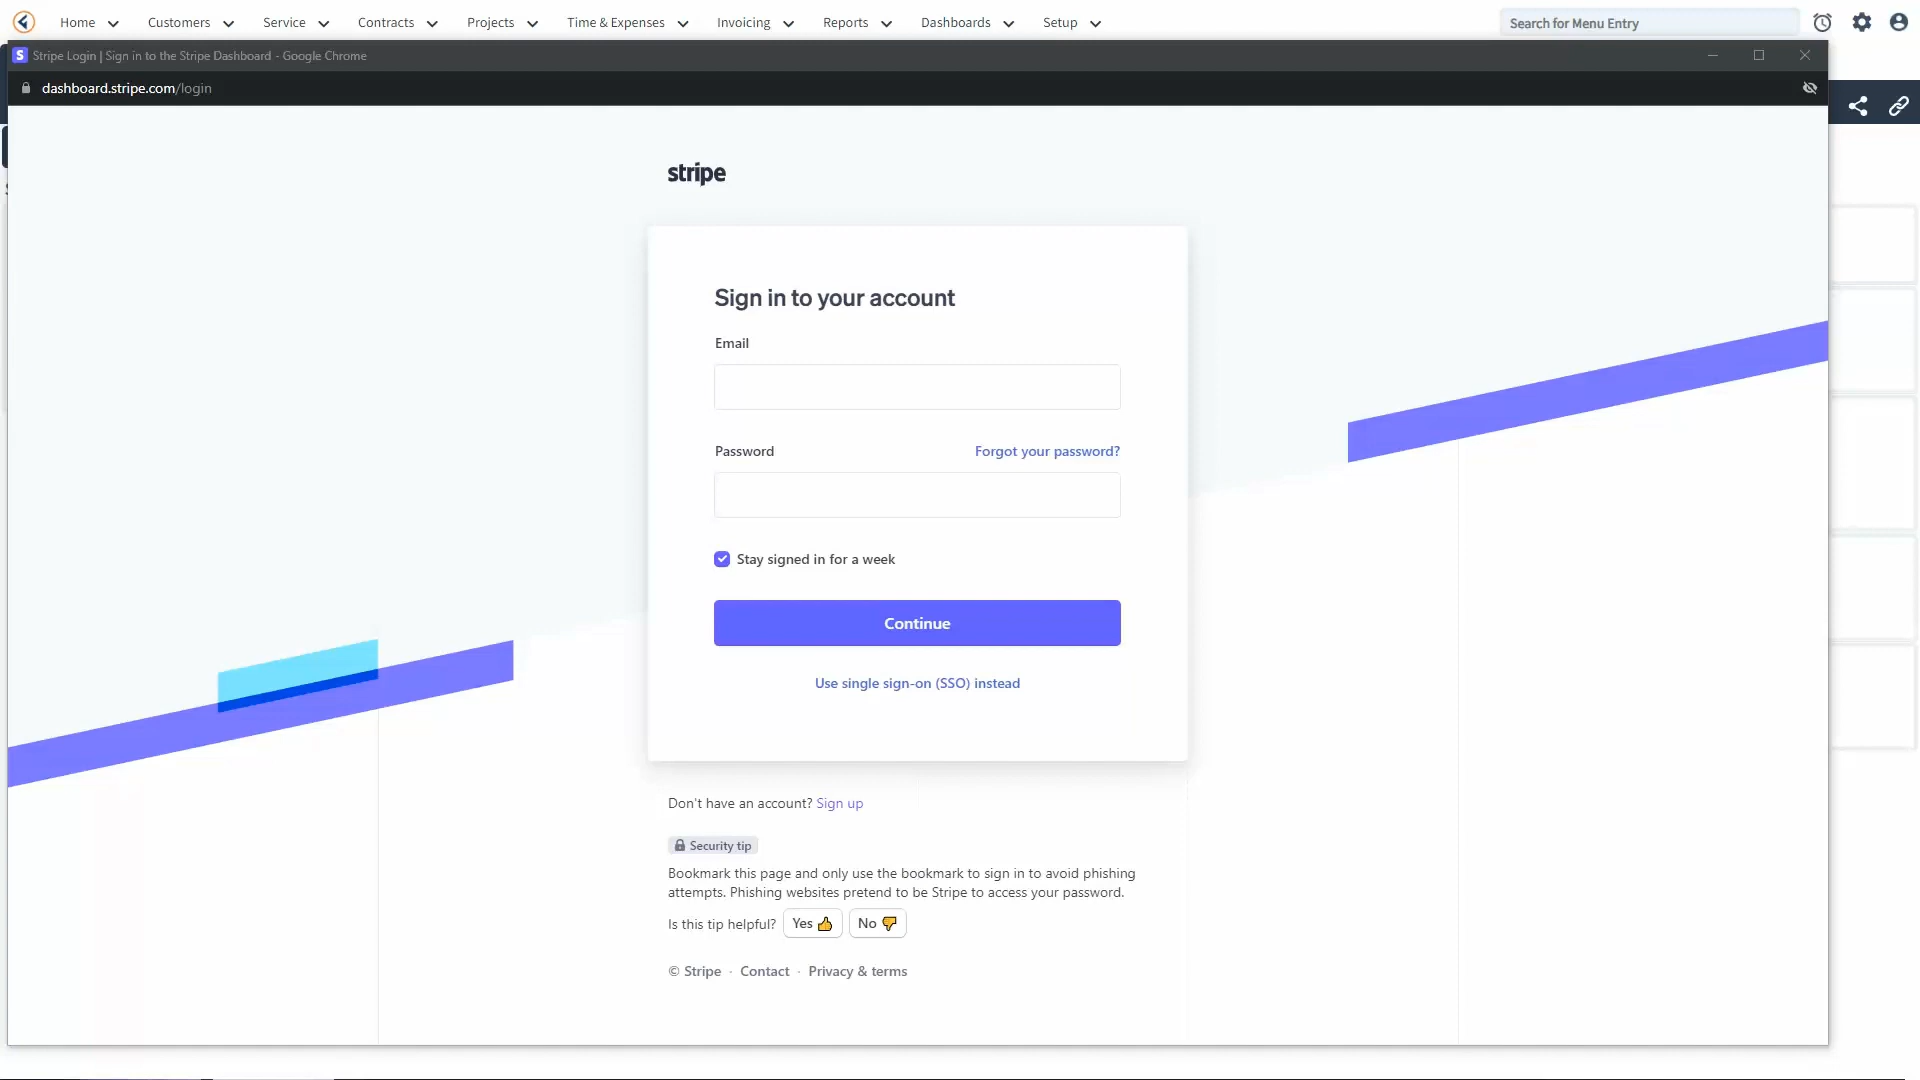 Home Customers Service Contracts Projects Time & Expenses Invoicing Reports Dashboards Setup Search for Menu Entry
S Stripe Login | Sign in to the Stripe Dashboard - Google Chrome
dashboard.stripe.com/login
stripe
Sign in to your account
Email
Password Forgot your password?
Stay signed in for a week
Continue
Use single sign-on (SSO) instead
Don't have an account? Sign up
Security tip
Bookmark this page and only use the bookmark to sign in to avoid phishing
attempts. Phishing websites pretend to be Stripe to access your password.
Is this tip helpful? Yes 👍 No 👎
© Stripe · Contact · Privacy & terms